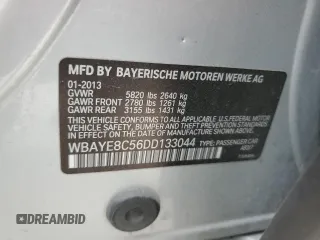 MFD BY BAYERISCHE MOTOREN WERKE AG
01-2013
GVWR 5820 lbs 2640 kg
GAWR FRONT 2780 lbs 1261 kg
GAWR REAR 3155 lbs 1431 kg
THIS VEHICLE CONFORMS TO ALL APPLICABLE U.S. FEDERAL MOTOR
VEHICLE SAFETY, BUMPER, AND THEFT PREVENTION STANDARDS
IN EFFECT ON THE DATE OF MANUFACTURE SHOWN ABOVE.
WBAYE8C56DD133044 TYPE: PASSENGER CAR
DREAMBID
DREAMBID.COM